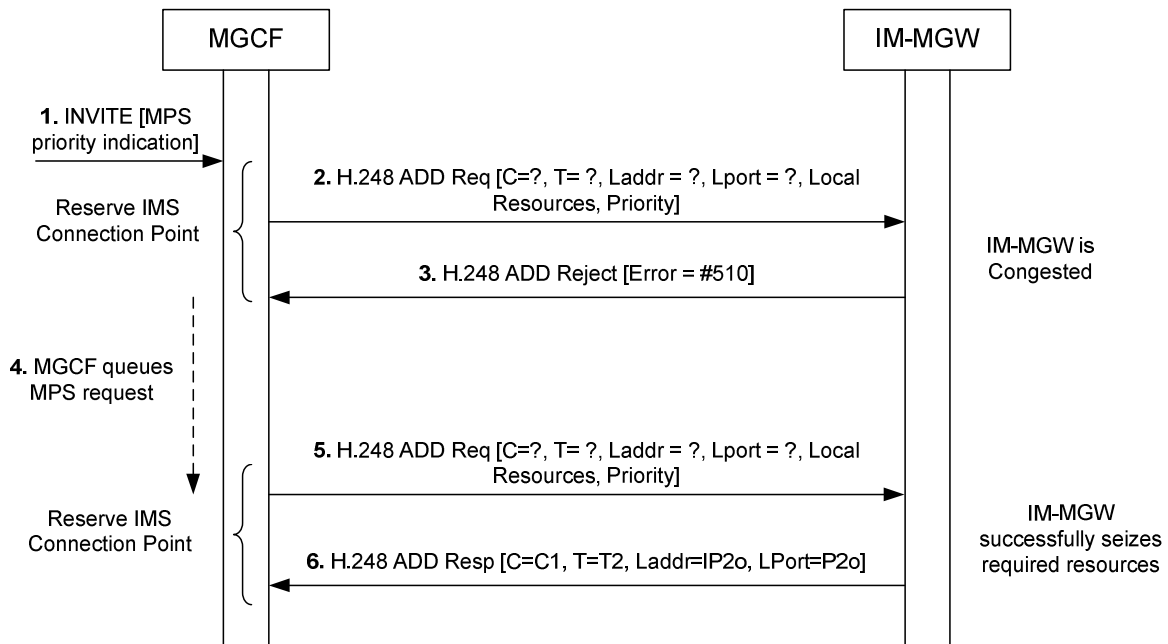 MGCF
IM-MGW
1. INVITE [MPS
priority indication]
2. H.248 ADD Req [C=?, T= ?, Laddr = ?, Lport = ?, Local
Resources, Priority]
Reserve IMS
Connection Point
IM-MGW is
Congested
3. H.248 ADD Reject [Error = #510]
4. MGCF queues
MPS request
5. H.248 ADD Req [C=?, T= ?, Laddr = ?, Lport = ?, Local
Resources, Priority]
Reserve IMS
Connection Point
IM-MGW
successfully seizes
required resources
6. H.248 ADD Resp [C=C1, T=T2, Laddr=IP2o, LPort=P2o]